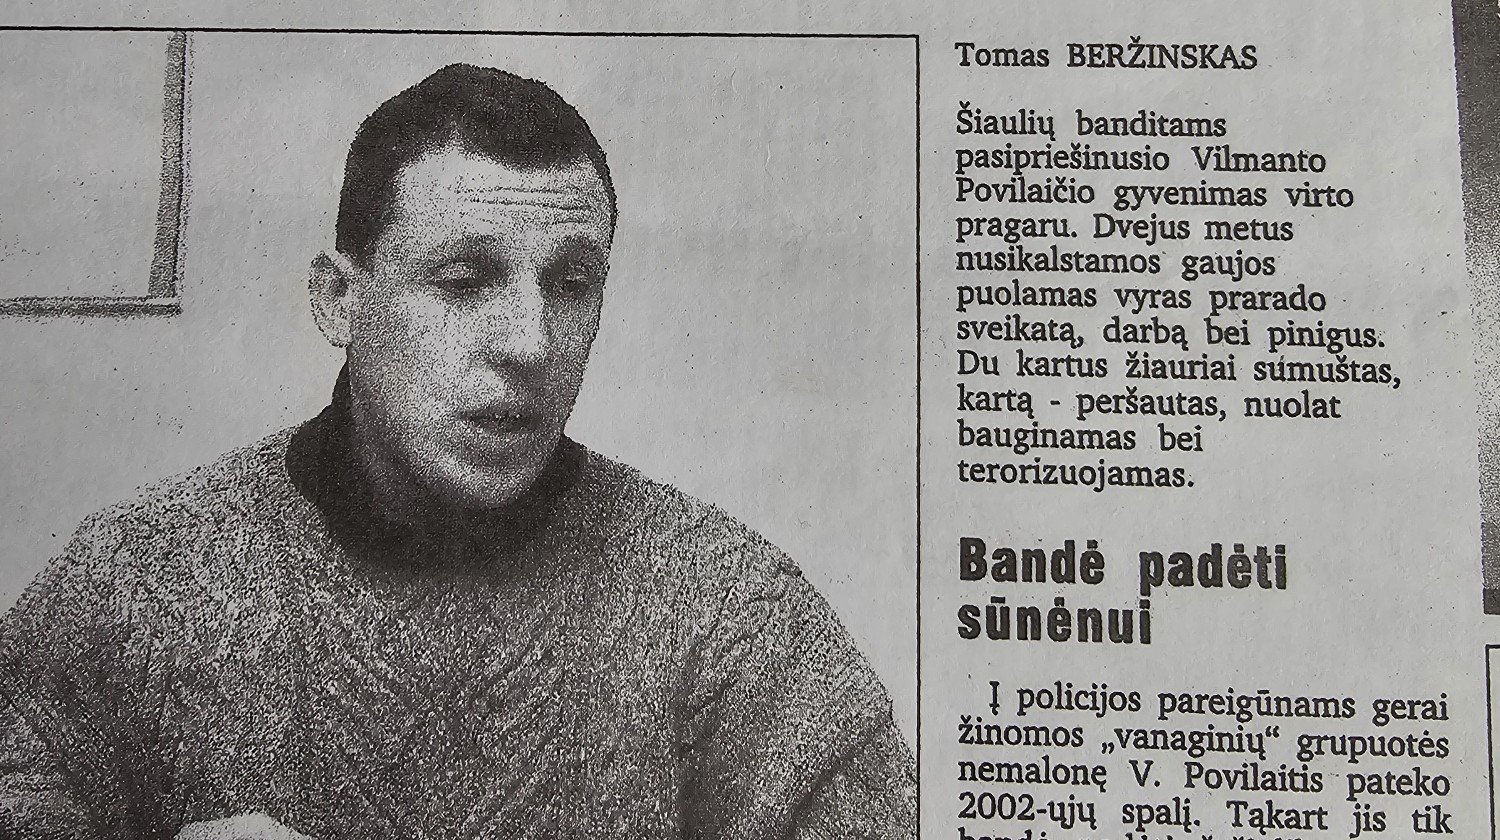 Tomas BERŽINSKAS
Šiaulių banditams
pasipriešinusio Vilmanto
Povilaičio gyvenimas virto
pragaru. Dvejus metus
nusikalstamos gaujos
puolamas vyras prarado
sveikatą, darbą bei pinigus.
Du kartus žiauriai sumuštas,
kartą - peršautas, nuolat
bauginamas bei
terorizuojamas.
Bandė padėti
sūnėnui
Į policijos pareigūnams gerai
žinomos „vanaginių“ grupuotės
nemalonę V. Povilaitis pateko
2002-ųjų spalį. Tąkart jis tik